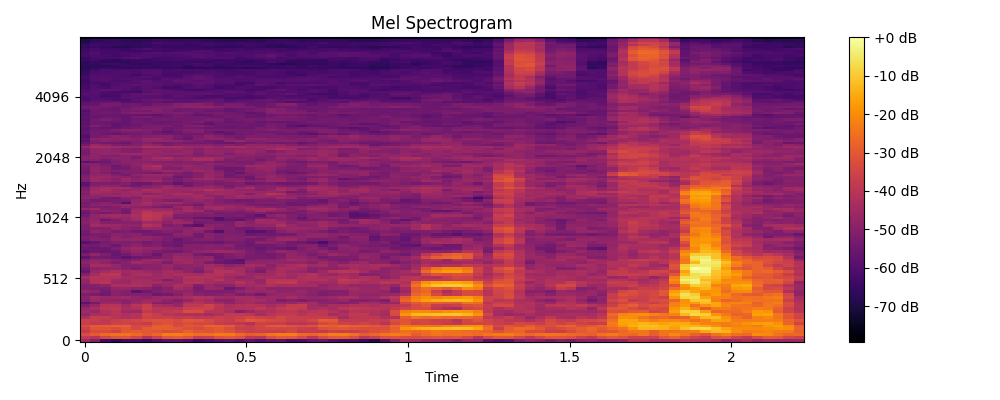 Mel Spectrogram
+0 dB
-10 dB
-20 dB
-30 dB
-40 dB
-50 dB
-60 dB
-70 dB
Hz
4096
2048
1024
512
0
0
0.5
1
1.5
2
Time